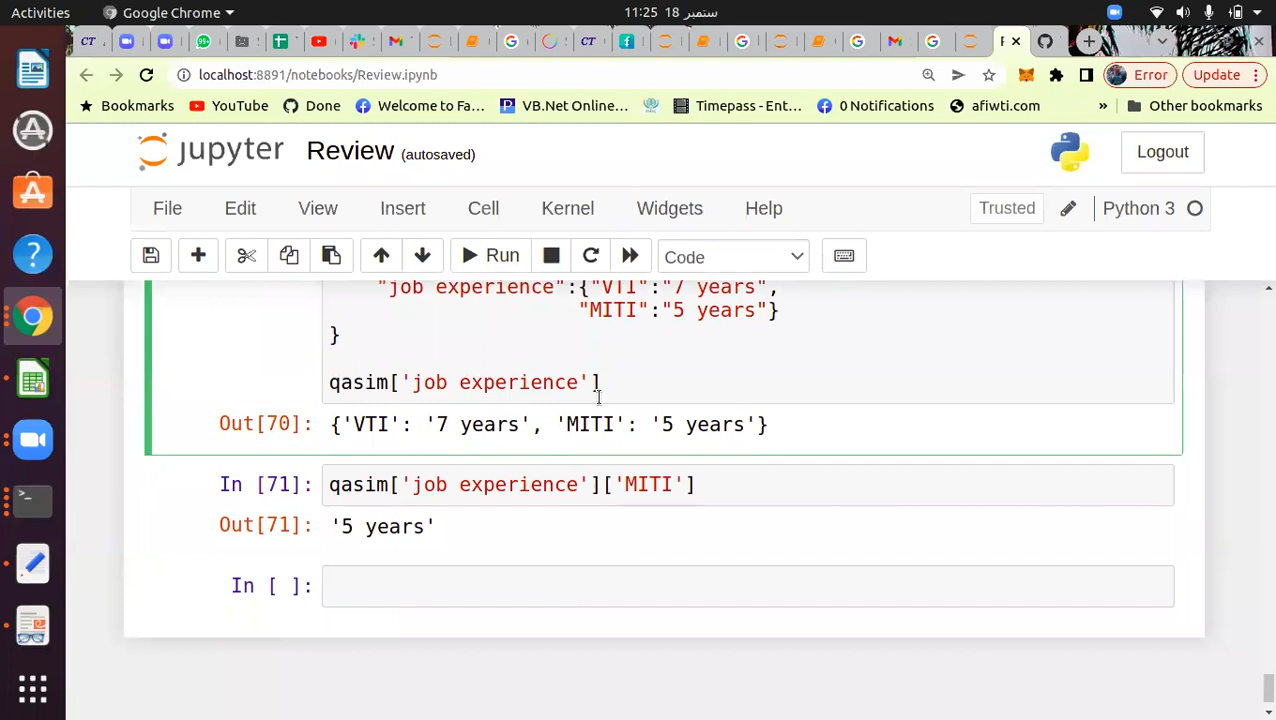 Activities
Google Chrome
11:25 ستمبر 18
CT
CT
localhost:8891/notebooks/Review.ipynb
Error
Update
Bookmarks
YouTube
Done
Welcome to Fa...
VB.Net Online...
Timepass - Ent...
0 Notifications
afiwti.com
»
Other bookmarks
jupyter
Review (autosaved)
Logout
File
Edit
View
Insert
Cell
Kernel
Widgets
Help
Trusted
Python 3
Run
Code
"job experience":{"VTI":"7 years",
"MITI":"5 years"}
}
qasim['job experience']
Out[70]: {'VTI': '7 years', 'MITI': '5 years'}
In [71]: qasim['job experience']['MITI']
Out[71]: '5 years'
In [ ]: